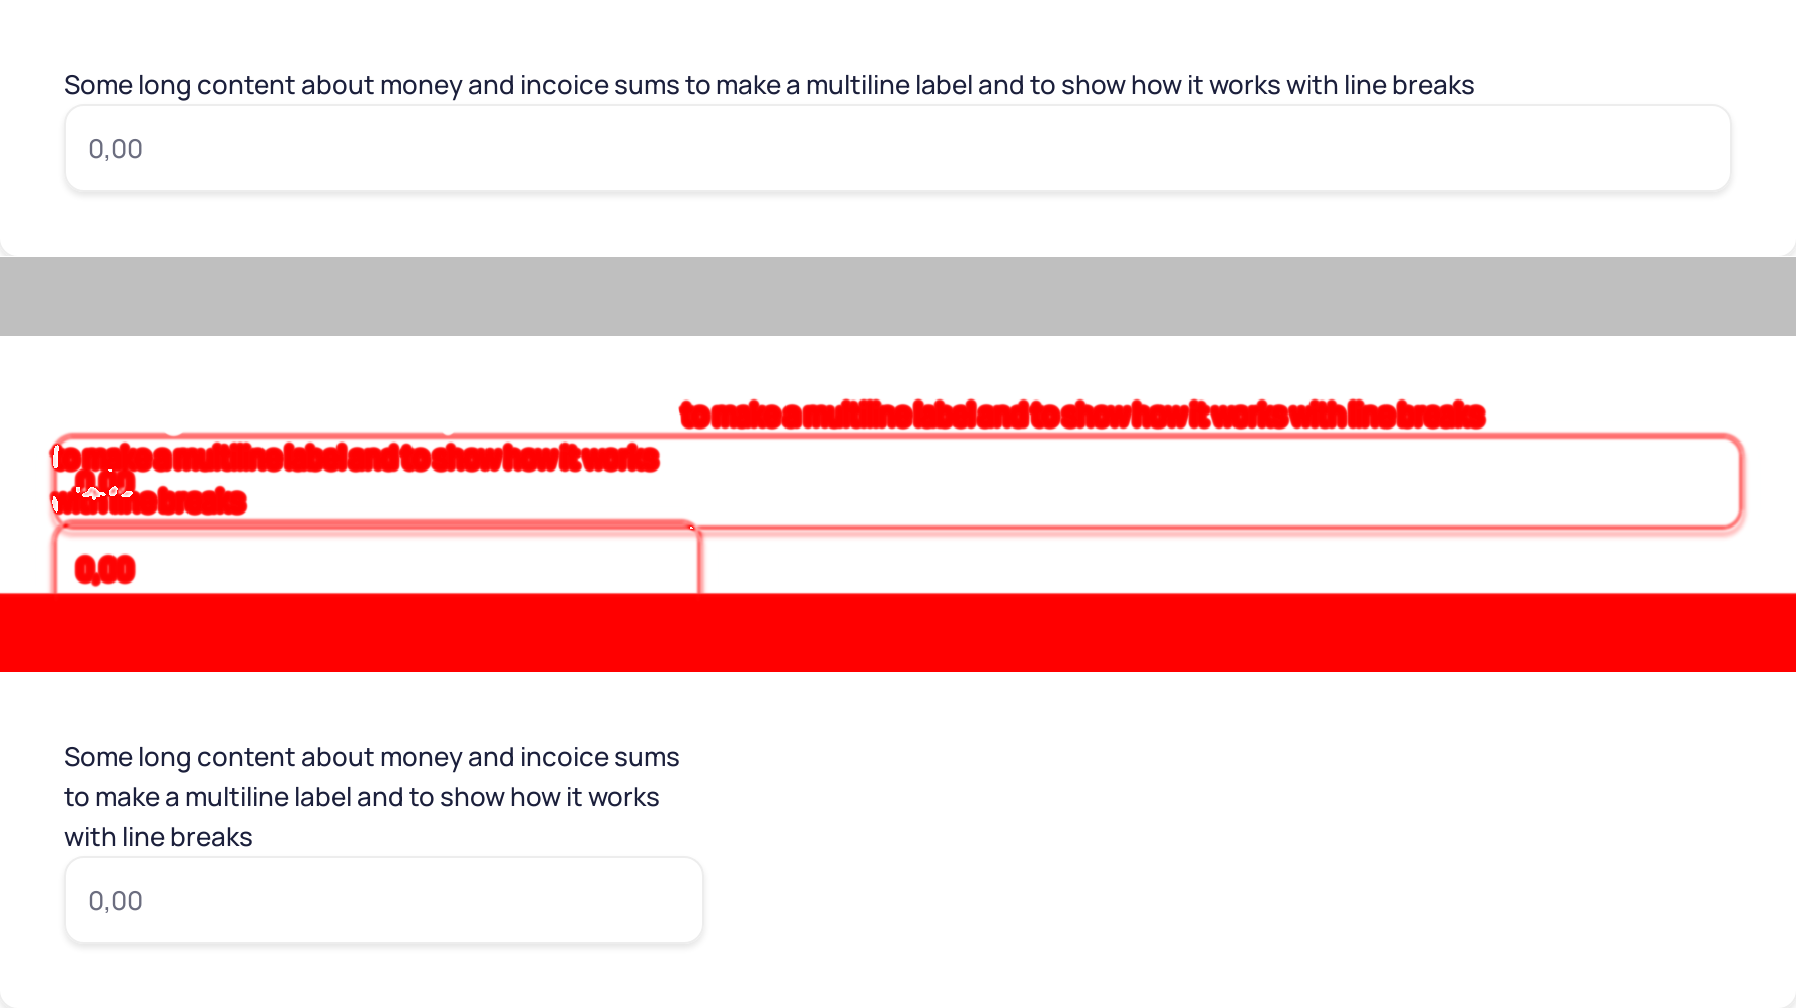 Some long content about money and incoice sums to make a multiline label and to show how it works with line breaks
0,00
to make a multiline label and to show how it works with line breaks
to make a multiline label and to show how it works
0,00
with line breaks
0,00
Some long content about money and incoice sums
to make a multiline label and to show how it works
with line breaks
0,00